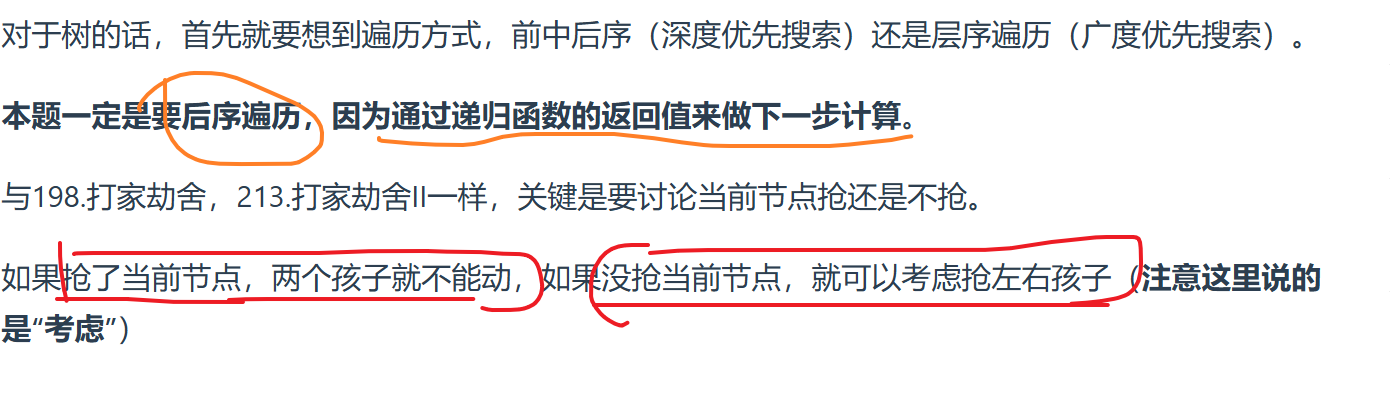 对于树的话，首先就要想到遍历方式，前中后序（深度优先搜索）还是层序遍历（广度优先搜索）。
本题一定是要后序遍历，因为通过递归函数的返回值来做下一步计算。
与198.打家劫舍，213.打家劫舍II一样，关键是要讨论当前节点抢还是不抢。
如果抢了当前节点，两个孩子就不能动，如果没抢当前节点，就可以考虑抢左右孩子（注意这里说的
是“考虑”）